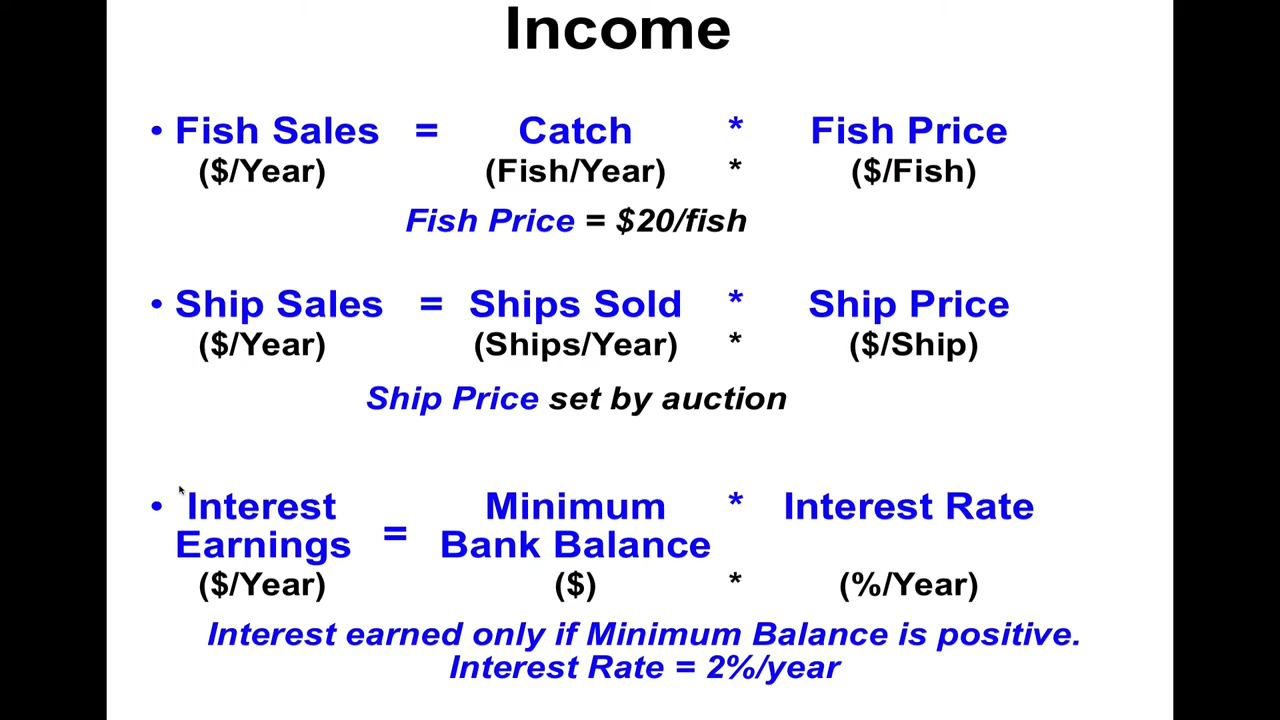 Income
• Fish Sales = Catch * Fish Price
($/Year) (Fish/Year) * ($/Fish)
Fish Price = $20/fish
• Ship Sales = Ships Sold * Ship Price
($/Year) (Ships/Year) * ($/Ship)
Ship Price set by auction
• Interest Minimum * Interest Rate
Earnings = Bank Balance
($/Year) ($) * (%/Year)
Interest earned only if Minimum Balance is positive.
Interest Rate = 2%/year